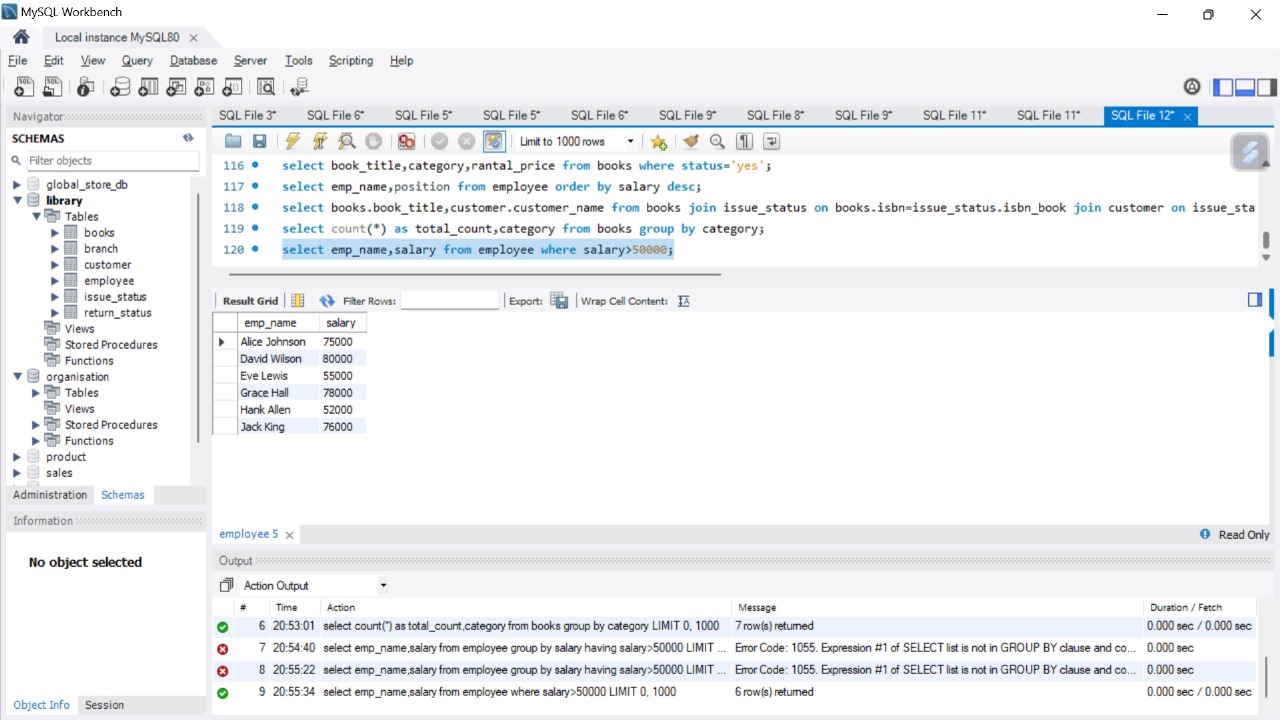 MySQL Workbench
Local instance MySQL80
File Edit View Query Database Server Tools Scripting Help
Navigator
SCHEMAS
Filter objects
global_store_db
library
Tables
books
branch
customer
employee
issue_status
return_status
Views
Stored Procedures
Functions
organisation
Tables
Views
Stored Procedures
Functions
product
sales
Administration Schemas
Information
No object selected
Object Info Session
SQL File 3* SQL File 6* SQL File 5* SQL File 5* SQL File 6* SQL File 9* SQL File 8* SQL File 9* SQL File 11* SQL File 11* SQL File 12*
Limit to 1000 rows
116 select book_title,category,rantal_price from books where status='yes';
117 select emp_name,position from employee order by salary desc;
118 select books.book_title,customer.customer_name from books join issue_status on books.isbn=issue_status.isbn_book join customer on issue_sta
119 select count(*) as total_count,category from books group by category;
120 select emp_name,salary from employee where salary>50000;
Result Grid Filter Rows: Export: Wrap Cell Content:
emp_name salary
Alice Johnson 75000
David Wilson 80000
Eve Lewis 55000
Grace Hall 78000
Hank Allen 52000
Jack King 76000
employee 5 Read Only
Output
Action Output
# Time Action Message Duration / Fetch
6 20:53:01 select count(*) as total_count,category from books group by category LIMIT 0, 1000 7 row(s) returned 0.000 sec / 0.000 sec
7 20:54:40 select emp_name,salary from employee group by salary having salary>50000 LIMIT ... Error Code: 1055. Expression #1 of SELECT list is not in GROUP BY clause and co... 0.000 sec
8 20:55:22 select emp_name,salary from employee group by salary having salary>50000 LIMIT ... Error Code: 1055. Expression #1 of SELECT list is not in GROUP BY clause and co... 0.000 sec
9 20:55:34 select emp_name,salary from employee where salary>50000 LIMIT 0, 1000 6 row(s) returned 0.000 sec / 0.000 sec